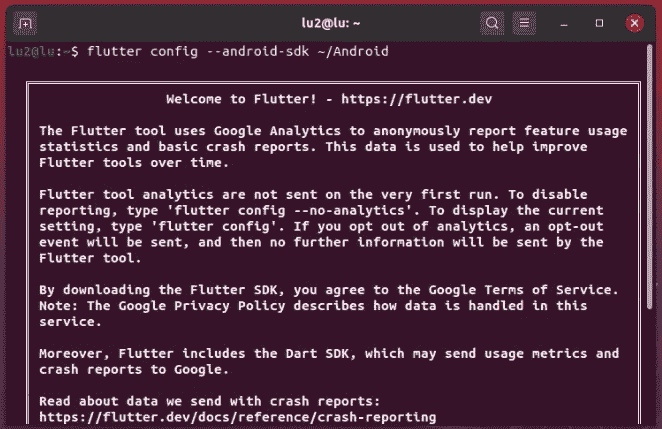 lu2@lu: ~
lu2@lu:~$ flutter config --android-sdk ~/Android
Welcome to Flutter! - https://flutter.dev
The Flutter tool uses Google Analytics to anonymously report feature usage
statistics and basic crash reports. This data is used to help improve
Flutter tools over time.
Flutter tool analytics are not sent on the very first run. To disable
reporting, type 'flutter config --no-analytics'. To display the current
setting, type 'flutter config'. If you opt out of analytics, an opt-out
event will be sent, and then no further information will be sent by the
Flutter tool.
By downloading the Flutter SDK, you agree to the Google Terms of Service.
Note: The Google Privacy Policy describes how data is handled in this
service.
Moreover, Flutter includes the Dart SDK, which may send usage metrics and
crash reports to Google.
Read about data we send with crash reports:
https://flutter.dev/docs/reference/crash-reporting